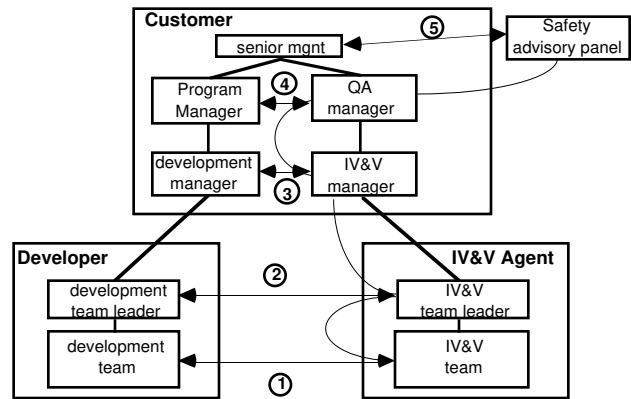 Customer
senior mgnt
5
Safety
advisory panel
Program
Manager
4
QA
manager
development
manager
3
IV&V
manager
Developer
IV&V Agent
development
team leader
2
IV&V
team leader
development
team
1
IV&V
team